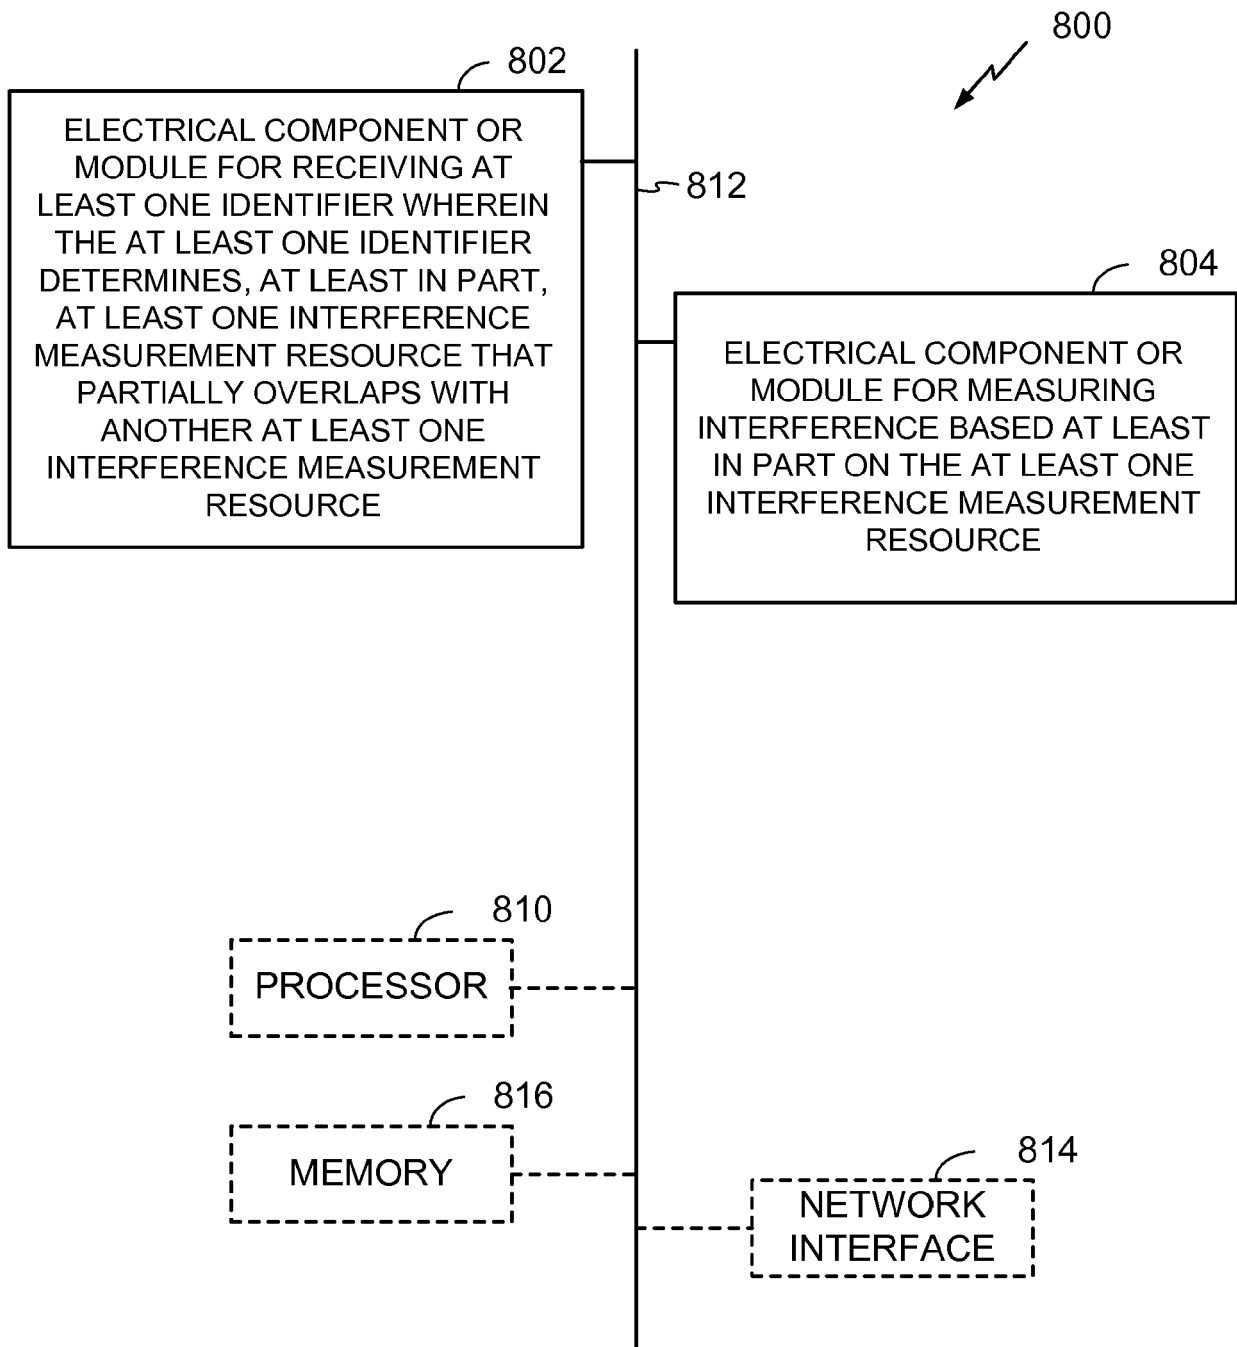 800
802
ELECTRICAL COMPONENT OR
MODULE FOR RECEIVING AT
LEAST ONE IDENTIFIER WHEREIN
THE AT LEAST ONE IDENTIFIER
DETERMINES, AT LEAST IN PART,
AT LEAST ONE INTERFERENCE
MEASUREMENT RESOURCE THAT
PARTIALLY OVERLAPS WITH
ANOTHER AT LEAST ONE
INTERFERENCE MEASUREMENT
RESOURCE
812
804
ELECTRICAL COMPONENT OR
MODULE FOR MEASURING
INTERFERENCE BASED AT LEAST
IN PART ON THE AT LEAST ONE
INTERFERENCE MEASUREMENT
RESOURCE
810
PROCESSOR
816
MEMORY
814
NETWORK
INTERFACE